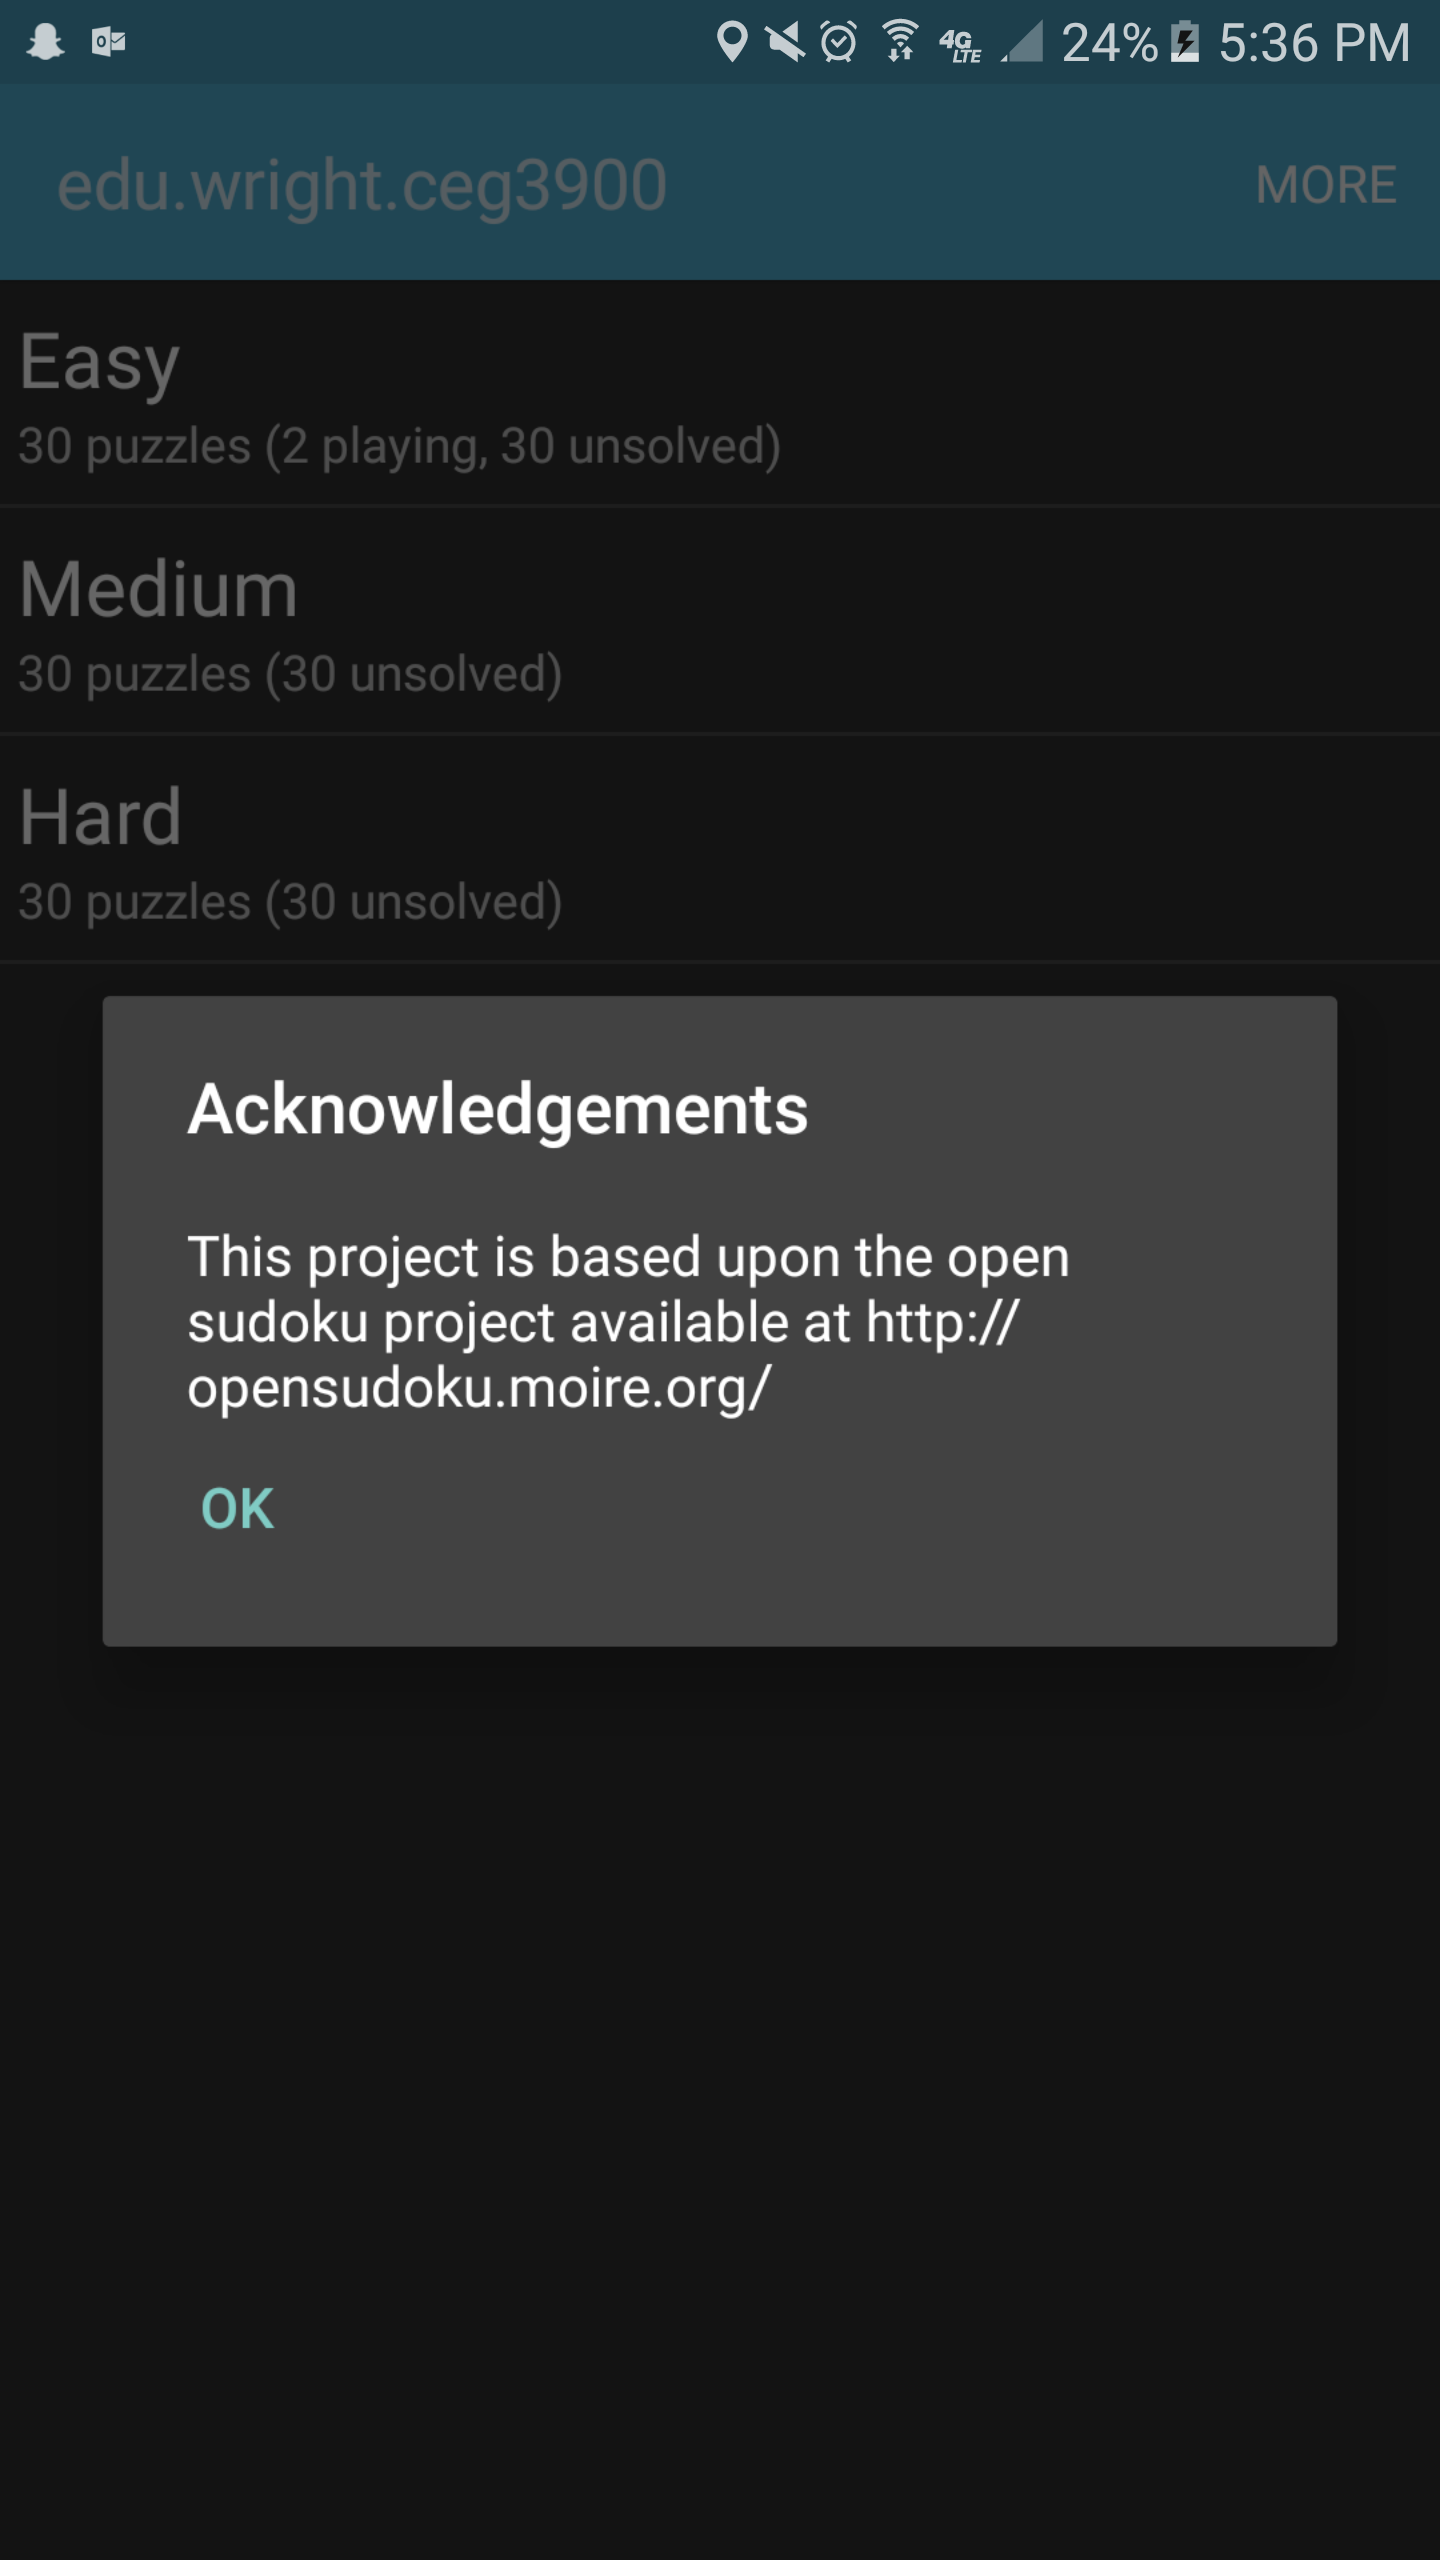 4G LTE 24% 5:36 PM
edu.wright.ceg3900 MORE
Easy
30 puzzles (2 playing, 30 unsolved)
Medium
30 puzzles (30 unsolved)
Hard
30 puzzles (30 unsolved)
Acknowledgements
This project is based upon the open
sudoku project available at http://
opensudoku.moire.org/
OK